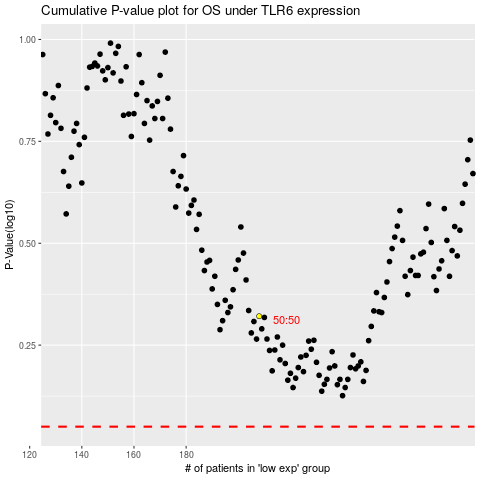 Cumulative P-value plot for OS under TLR6 expression
P-Value(log10)
1.00
0.75
0.50
0.25
50:50
120 140 160 180
# of patients in 'low exp' group